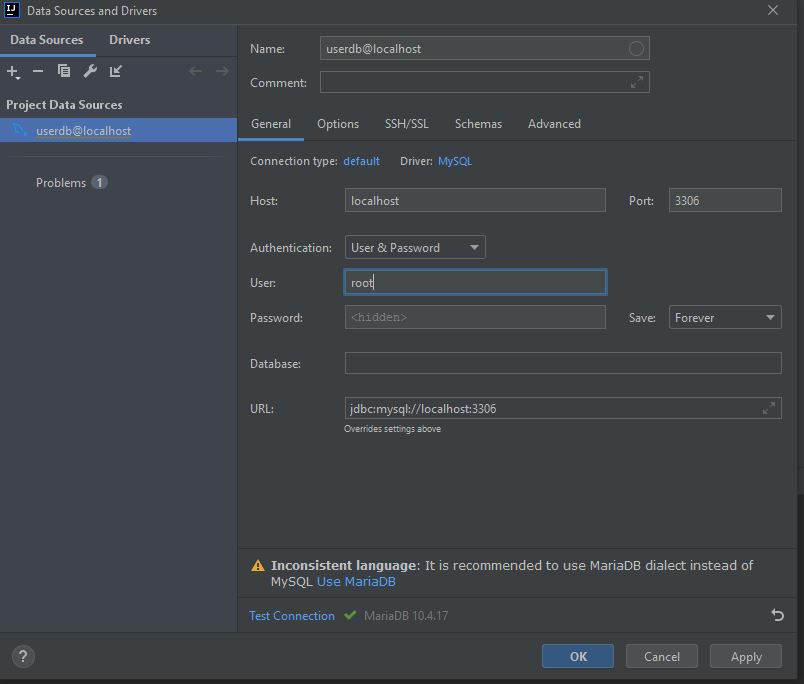 IJ Data Sources and Drivers
Data Sources Drivers
Project Data Sources
userdb@localhost
Problems 1
Name: userdb@localhost
Comment:
General Options SSH/SSL Schemas Advanced
Connection type: default Driver: MySQL
Host: localhost Port: 3306
Authentication: User & Password
User: root
Password: <hidden> Save: Forever
Database:
URL: jdbc:mysql://localhost:3306
Overrides settings above
Inconsistent language: It is recommended to use MariaDB dialect instead of
MySQL Use MariaDB
Test Connection MariaDB 10.4.17
? OK Cancel Apply